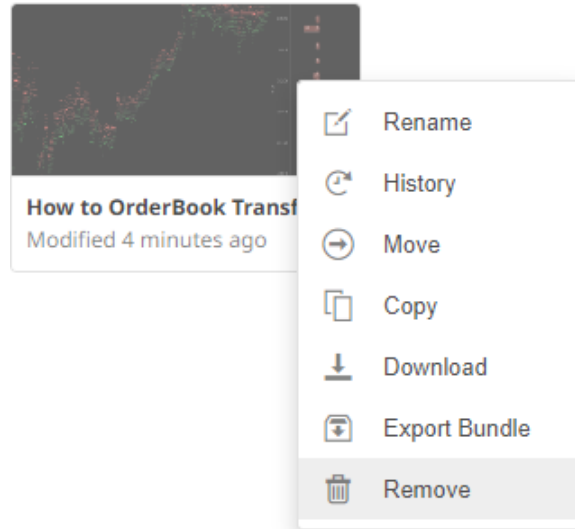 How to OrderBook Transf
Modified 4 minutes ago
Rename
History
Move
Copy
Download
Export Bundle
Remove